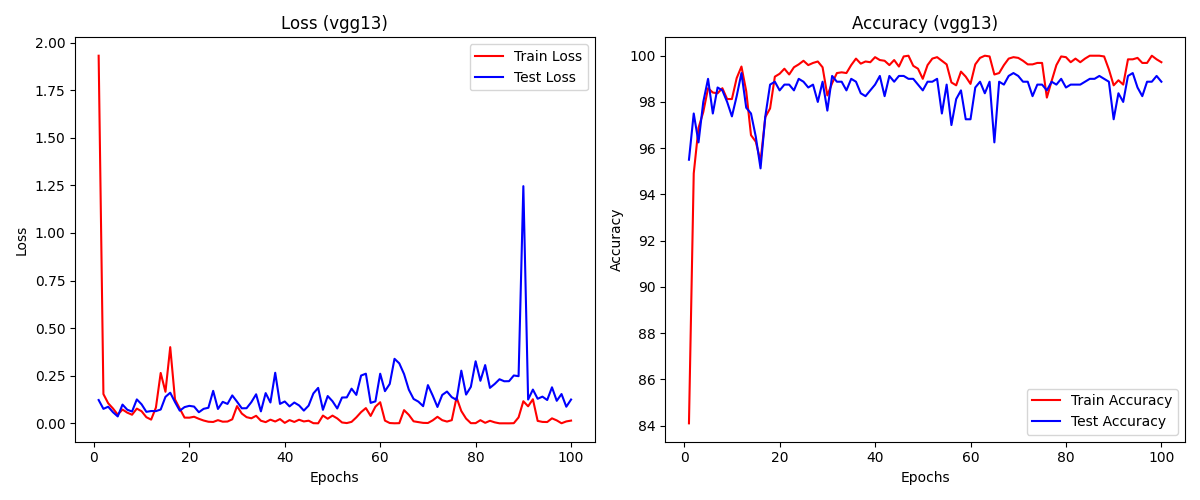 Loss (vgg13)
2.00
1.75
1.50
1.25
1.00
0.75
0.50
0.25
0.00
Loss
0 20 40 60 80 100
Epochs
Train Loss
Test Loss
Accuracy (vgg13)
100
98
96
94
92
90
88
86
84
Accuracy
0 20 40 60 80 100
Epochs
Train Accuracy
Test Accuracy